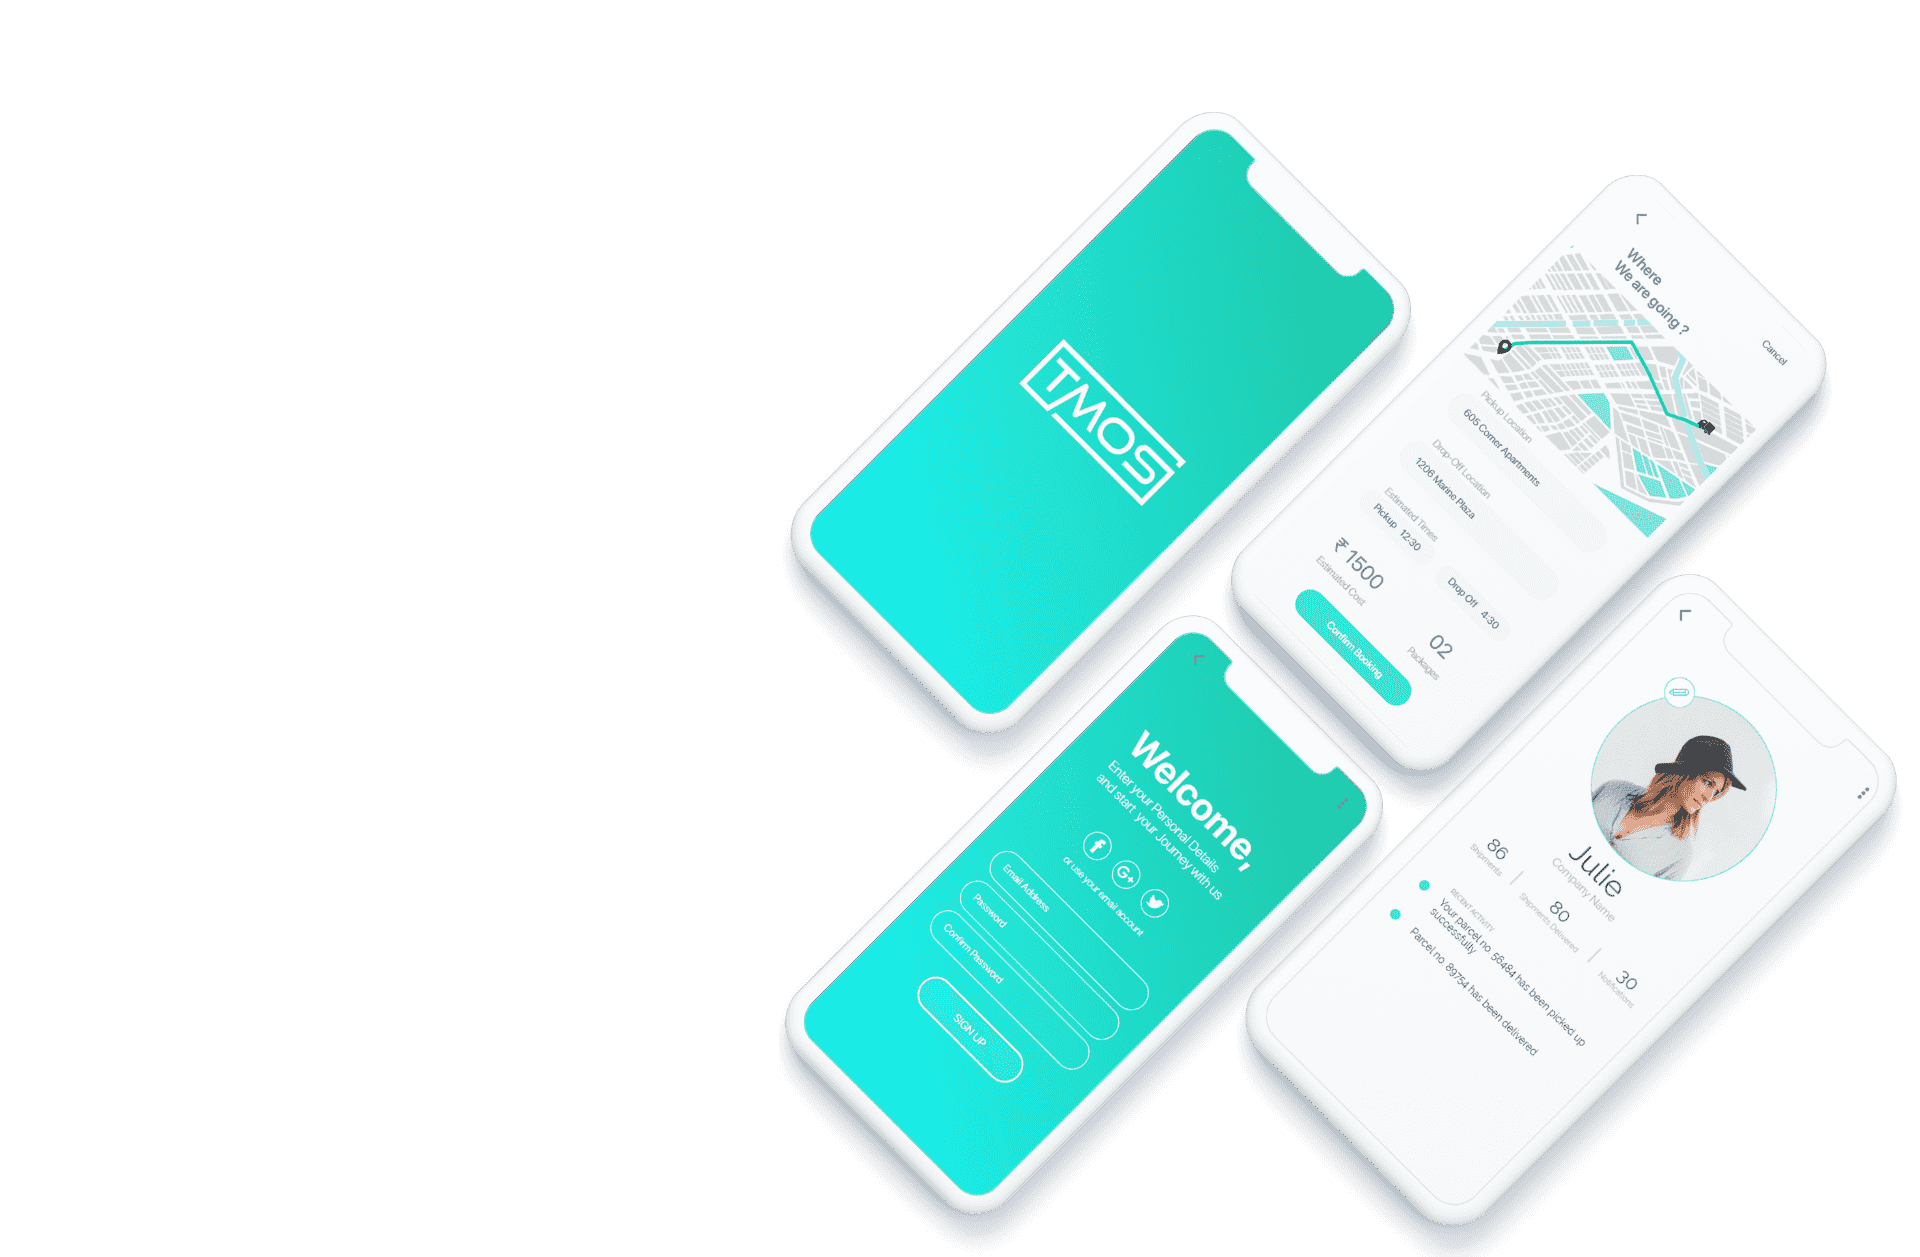 TMOS
Where
We are going ?
Cancel
Pickup Location
605 Corner Apartments
Drop-Off Location
1206 Marine Plaza
Estimated Times
Pickup 12:30
Drop Off 4:30
₹ 1500
Estimated Cost
02
Packages
Confirm Booking
Welcome,
Enter your Personal Details
and start your Journey with us
f
G+
or use your email account
Email Address
Password
Confirm Password
SIGN UP
Julie
Company Name
86
Shipments
80
Shipments Delivered
30
Notifications
RECENT ACTIVITY
Your parcel no. 56484 has been picked up
successfully
Parcel no. 89754 has been delivered